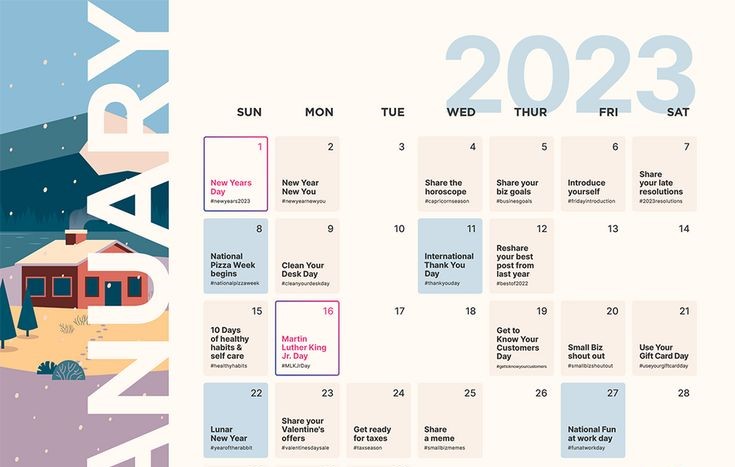 ANUARY
2023
SUN MON TUE WED THUR FRI SAT
1 2 3 4 5 6 7
New Years
Day
#newyears2023
New Year
New You
#newyearnewyou
Share the
horoscope
#capricornseason
Share your
biz goals
#businesgoals
Introduce
yourself
#fridayintroduction
Share
your late
resolutions
#2023resolutions
8 9 10 11 12 13 14
National
Pizza Week
begins
#nationalpizzaweek
Clean Your
Desk Day
#cleanyourdeskday
International
Thank You
Day
#thankyouday
Reshare
your best
post from
last year
#bestof2022
15 16 17 18 19 20 21
10 Days
of healthy
habits &
self care
#healthyhabits
Martin
Luther King
Jr. Day
#MLKJrDay
Get to
Know Your
Customers
Day
#gettoknowyourcustomers
Small Biz
shout out
#smallbizshoutout
Use Your
Gift Card Day
#useyourgiftcardday
22 23 24 25 26 27 28
Lunar
New Year
#yearoftherabbit
Share your
Valentine's
offers
#valentinesdaysale
Get ready
for taxes
#taxseason
Share
a meme
#smallbizmemes
National Fun
at work day
#funatworkday